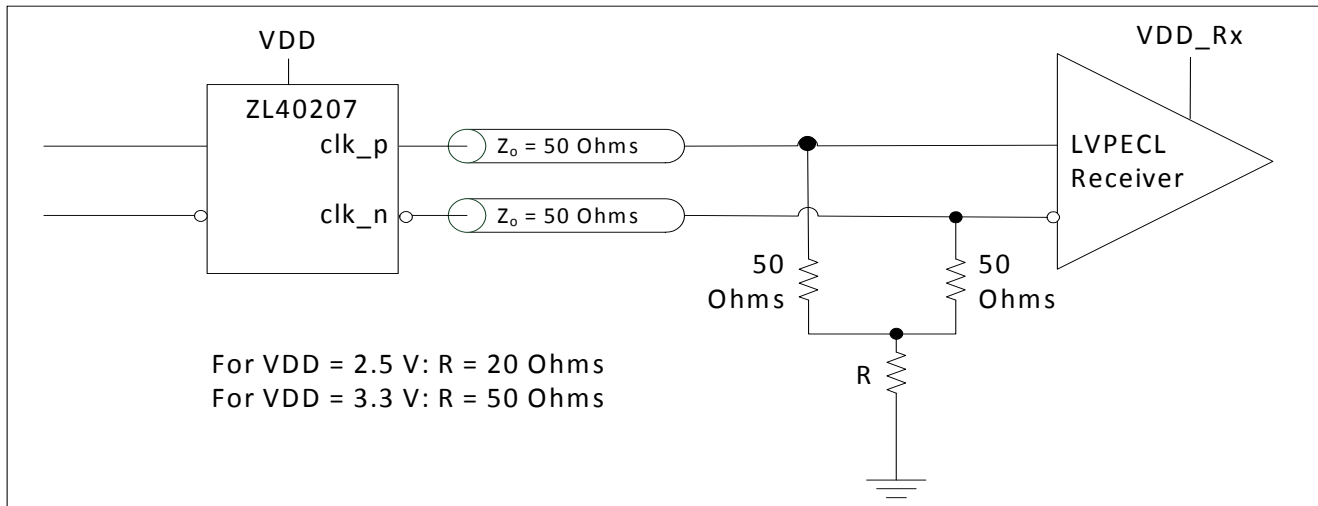 VDD
VDD_Rx
ZL40207
clk_p
Zo = 50 Ohms
LVPECL
Receiver
clk_n
Zo = 50 Ohms
50
Ohms
50
Ohms
For VDD = 2.5 V: R = 20 Ohms
For VDD = 3.3 V: R = 50 Ohms
R